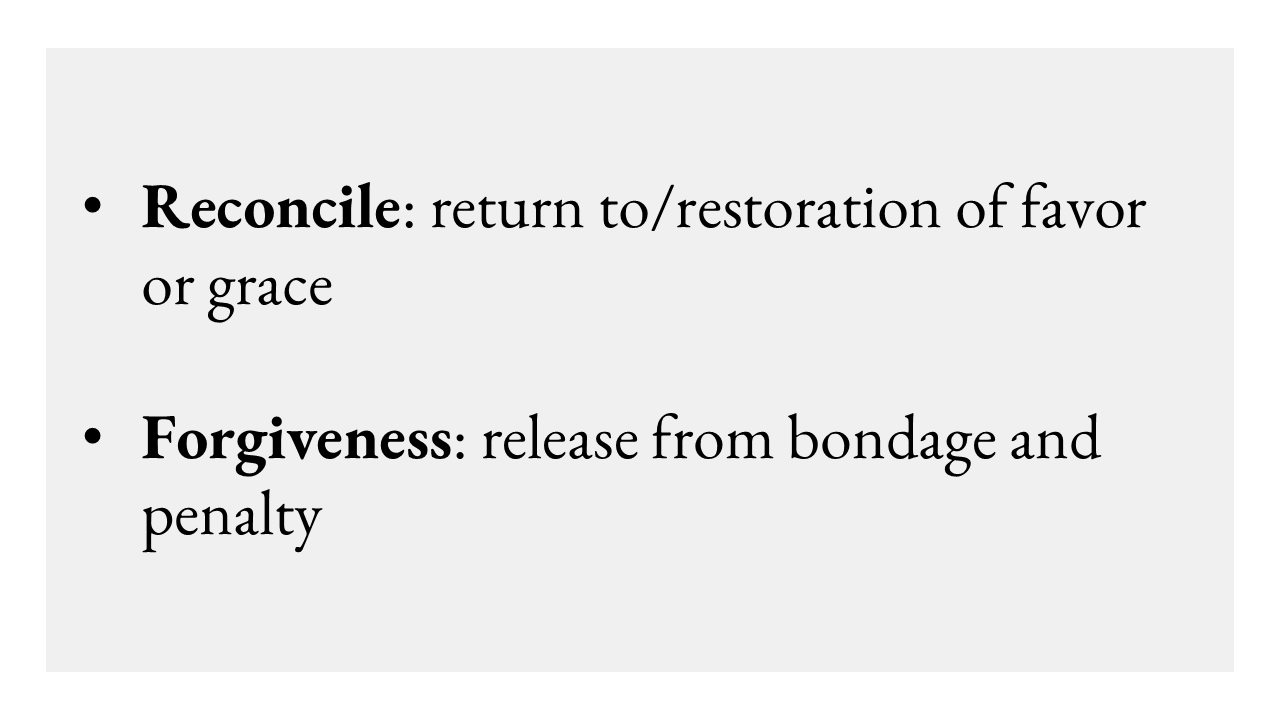 • Reconcile: return to/restoration of favor
or grace
• Forgiveness: release from bondage and
penalty